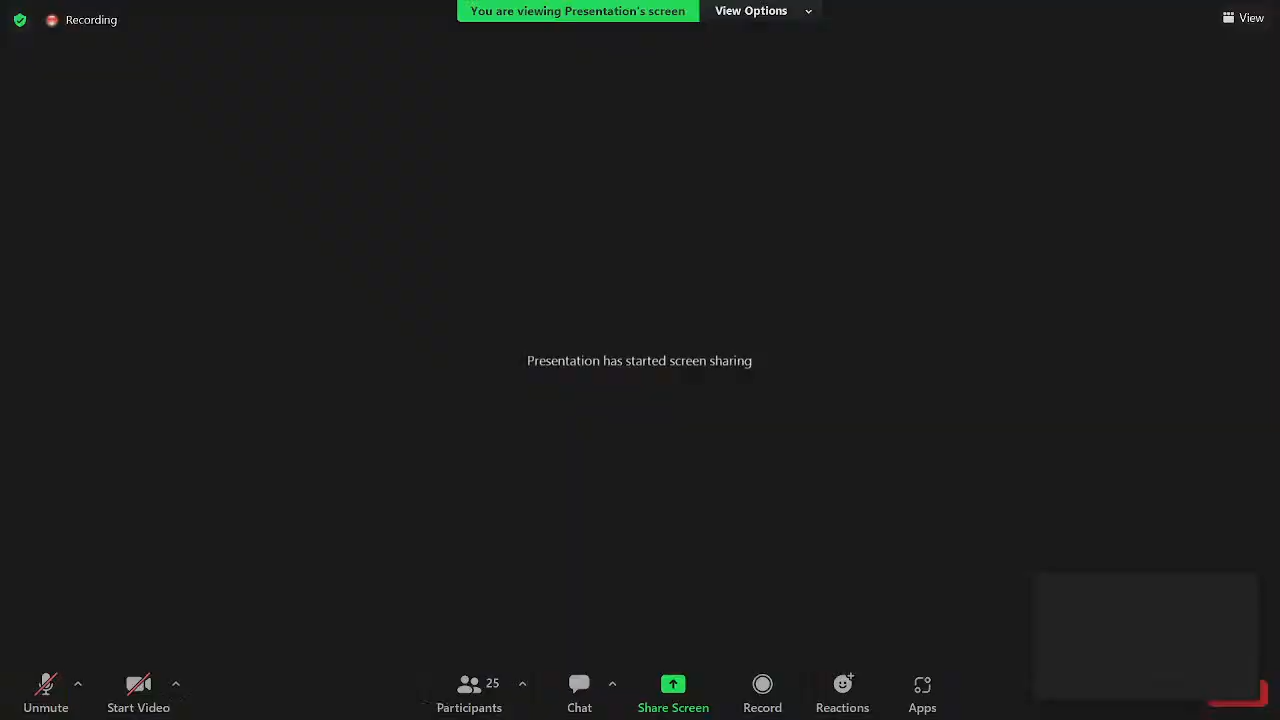 Recording
You are viewing Presentation's screen
View Options
View
Presentation has started screen sharing
Unmute
Start Video
25
Participants
Chat
Share Screen
Record
Reactions
Apps